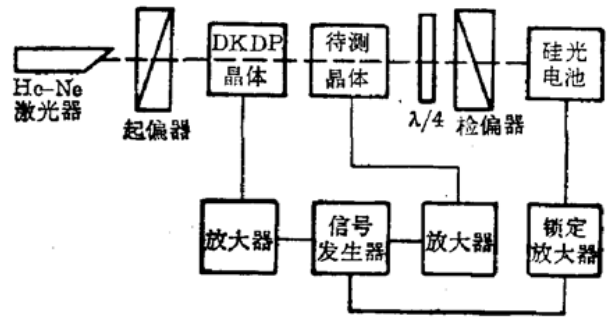 Hc-Ne
激光器
起偏器
DKDP
晶体
待测
晶体
λ/4
检偏器
硅光
电池
放大器
信号
发生器
放大器
锁定
放大器